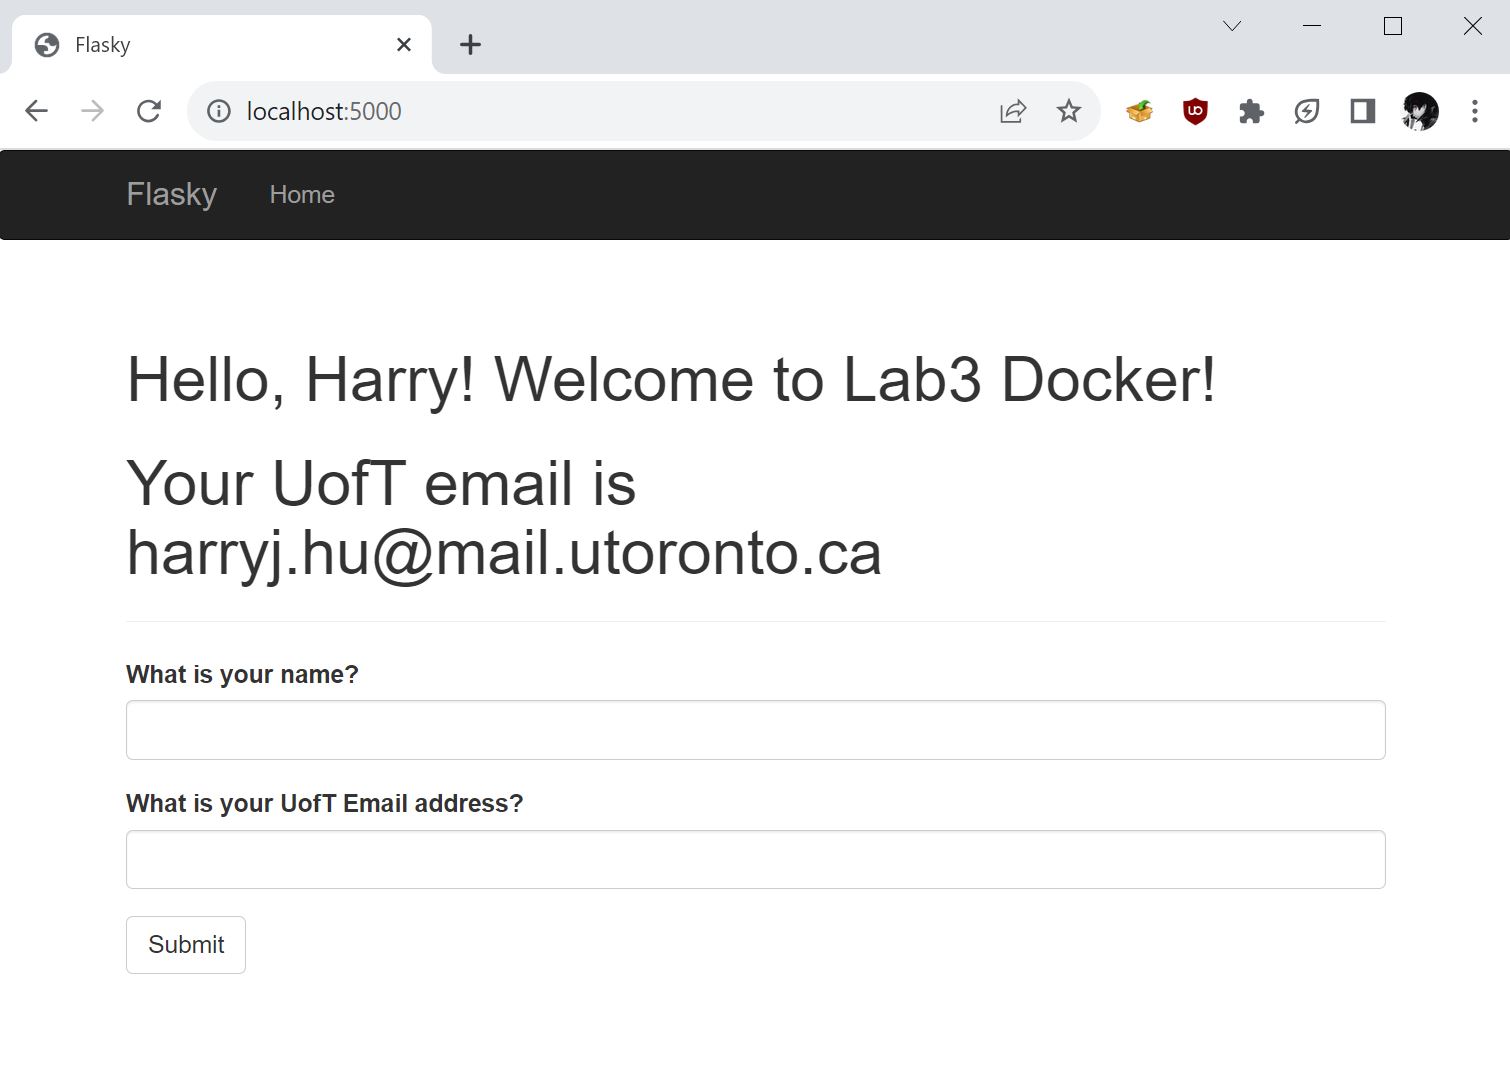 Flasky
localhost:5000
Flasky Home
Hello, Harry! Welcome to Lab3 Docker!
Your UofT email is
harryj.hu@mail.utoronto.ca
What is your name?
What is your UofT Email address?
Submit